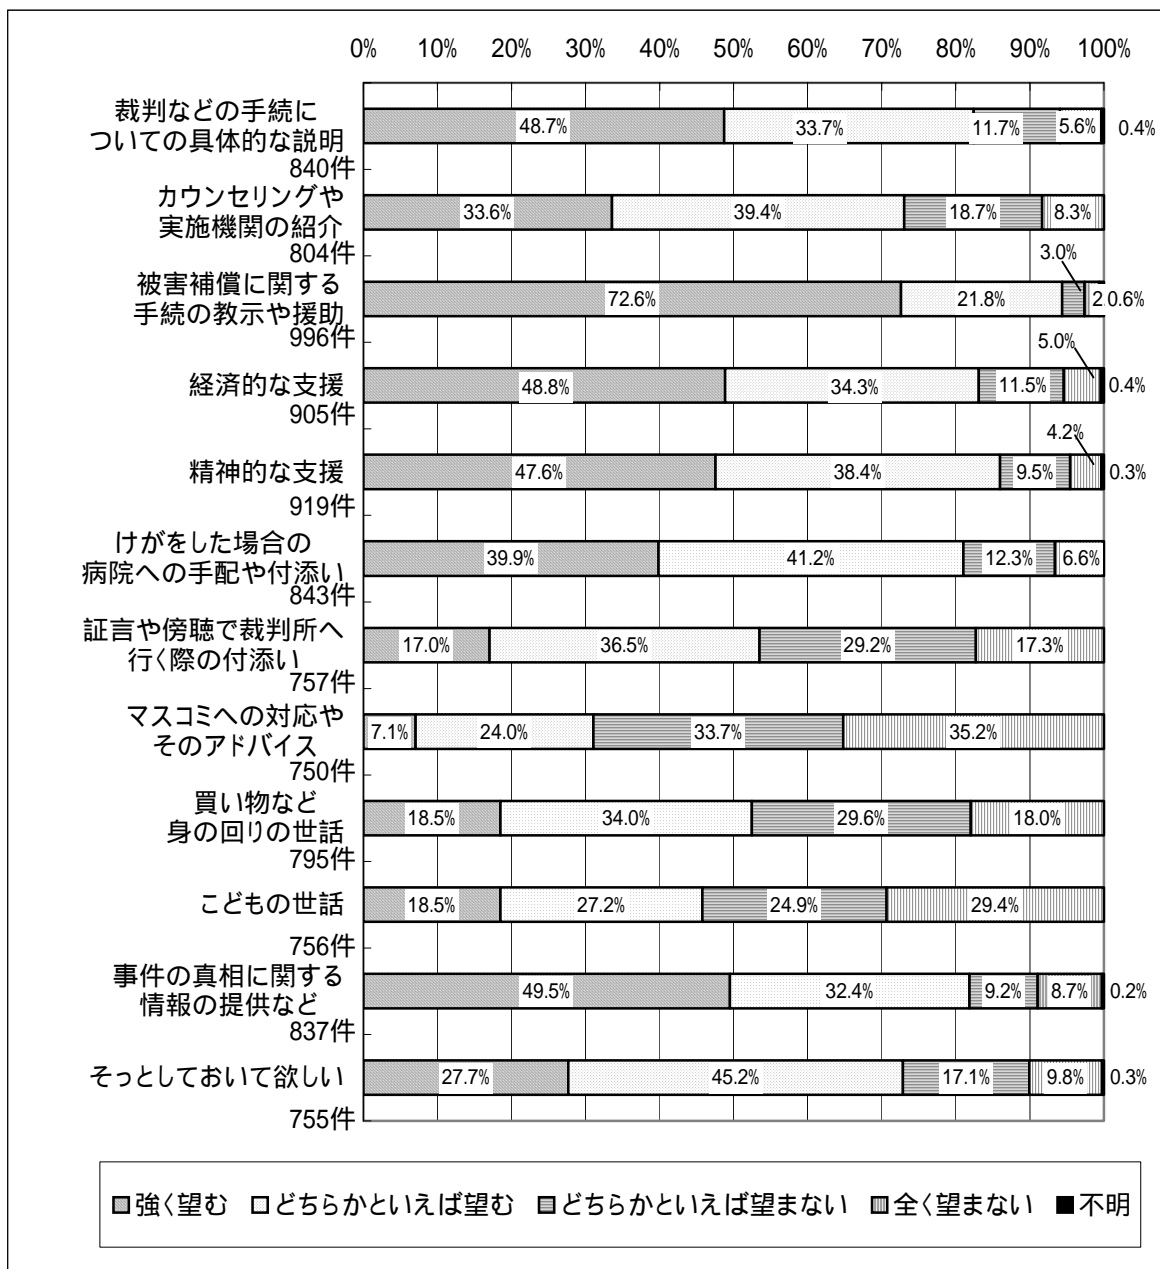 0% 10% 20% 30% 40% 50% 60% 70% 80% 90% 100%
裁判などの手続に
ついての具体的な説明
48.7% 33.7% 11.7% 5.6% 0.4%
840件
カウンセリングや
実施機関の紹介
33.6% 39.4% 18.7% 8.3%
804件
3.0%
被害補償に関する
手続の教示や援助
72.6% 21.8% 2 0.6%
996件
5.0%
経済的な支援
48.8% 34.3% 11.5% 0.4%
905件
4.2%
精神的な支援
47.6% 38.4% 9.5% 0.3%
919件
けがをした場合の
病院への手配や付添い
39.9% 41.2% 12.3% 6.6%
843件
証言や傍聴で裁判所へ
行く際の付添い
17.0% 36.5% 29.2% 17.3%
757件
マスコミへの対応や
そのアドバイス
7.1% 24.0% 33.7% 35.2%
750件
買い物など
身の回りの世話
18.5% 34.0% 29.6% 18.0%
795件
こどもの世話
18.5% 27.2% 24.9% 29.4%
756件
事件の真相に関する
情報の提供など
49.5% 32.4% 9.2% 8.7% 0.2%
837件
そっとしておいて欲しい
27.7% 45.2% 17.1% 9.8% 0.3%
755件
強く望む どちらかといえば望む どちらかといえば望まない 全く望まない 不明